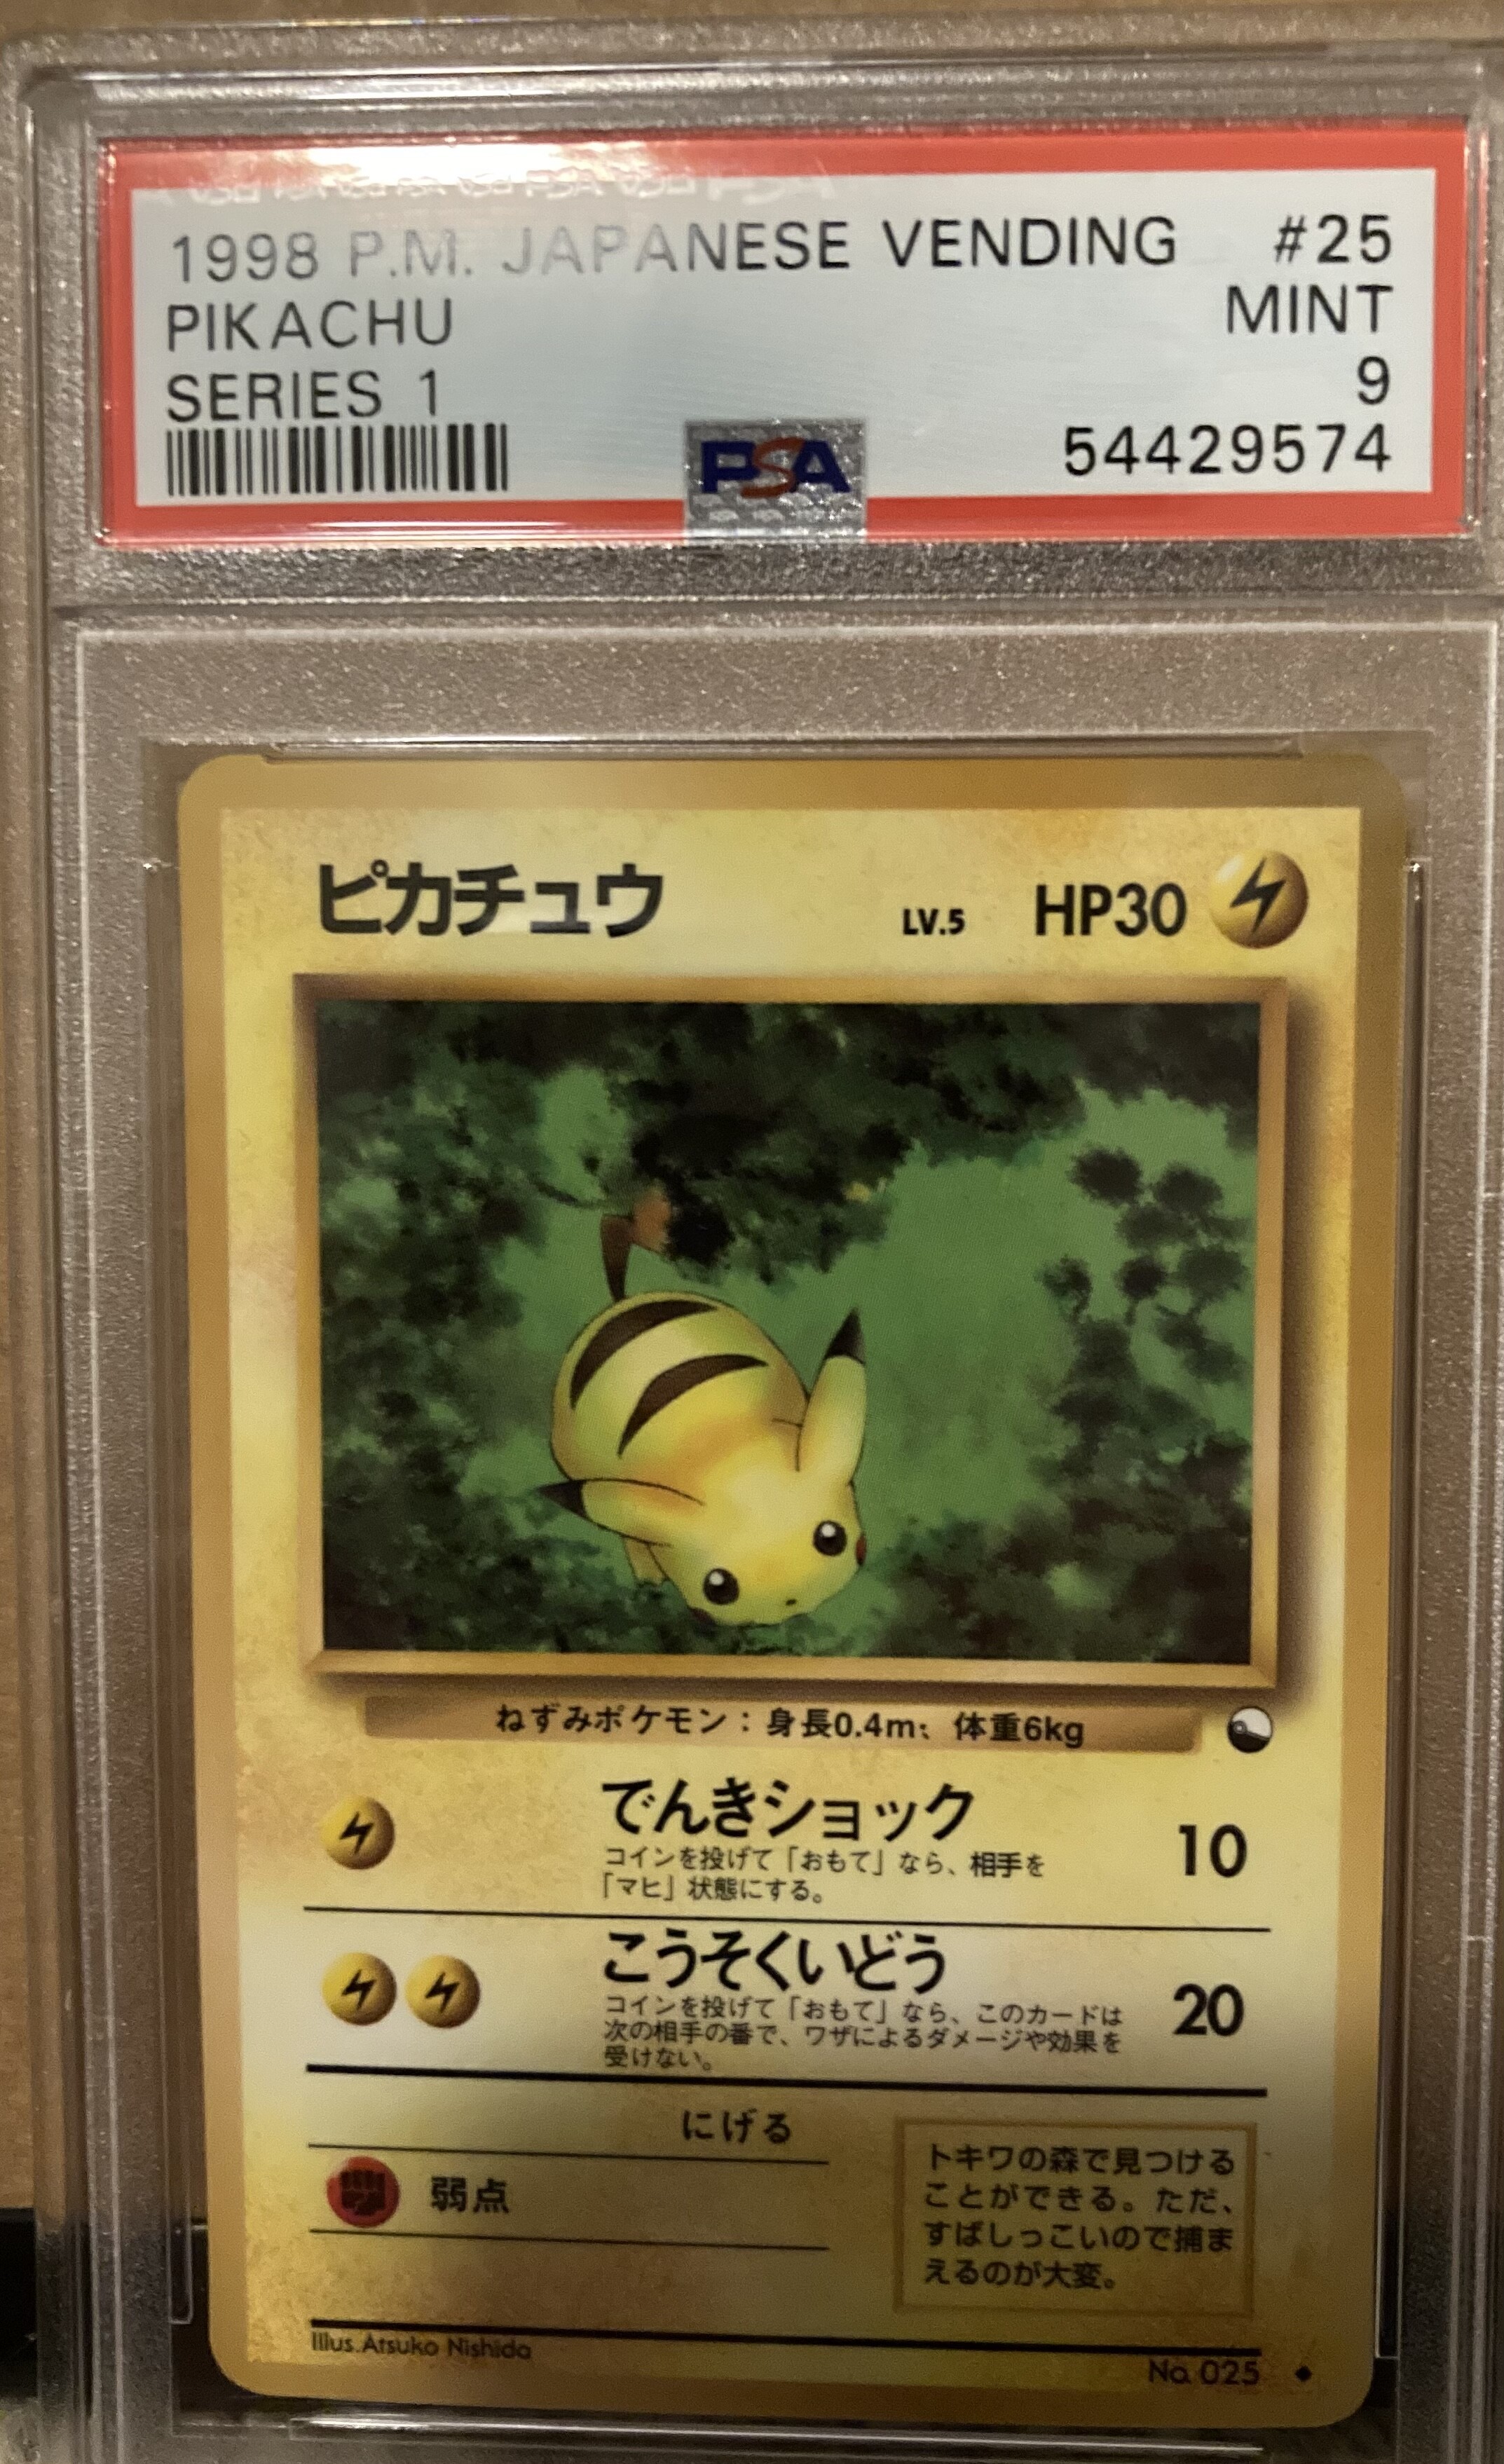 1998 P.M. JAPANESE VENDING #25
PIKACHU MINT
SERIES 1 9
PSA 54429574
ピカチュウ LV.5 HP30
ねずみポケモン：身長0.4m、体重6kg
でんきショック 10
コインを投げて「おもて」なら、相手を
「マヒ」状態にする。
こうそくいどう 20
コインを投げて「おもて」なら、このカードは
次の相手の番で、ワザによるダメージや効果を
受けない。
にげる
弱点
トキワの森で見つける
ことができる。ただ、
すばしっこいので捕ま
えるのが大変。
Illus.Atsuko Nishida
No. 025